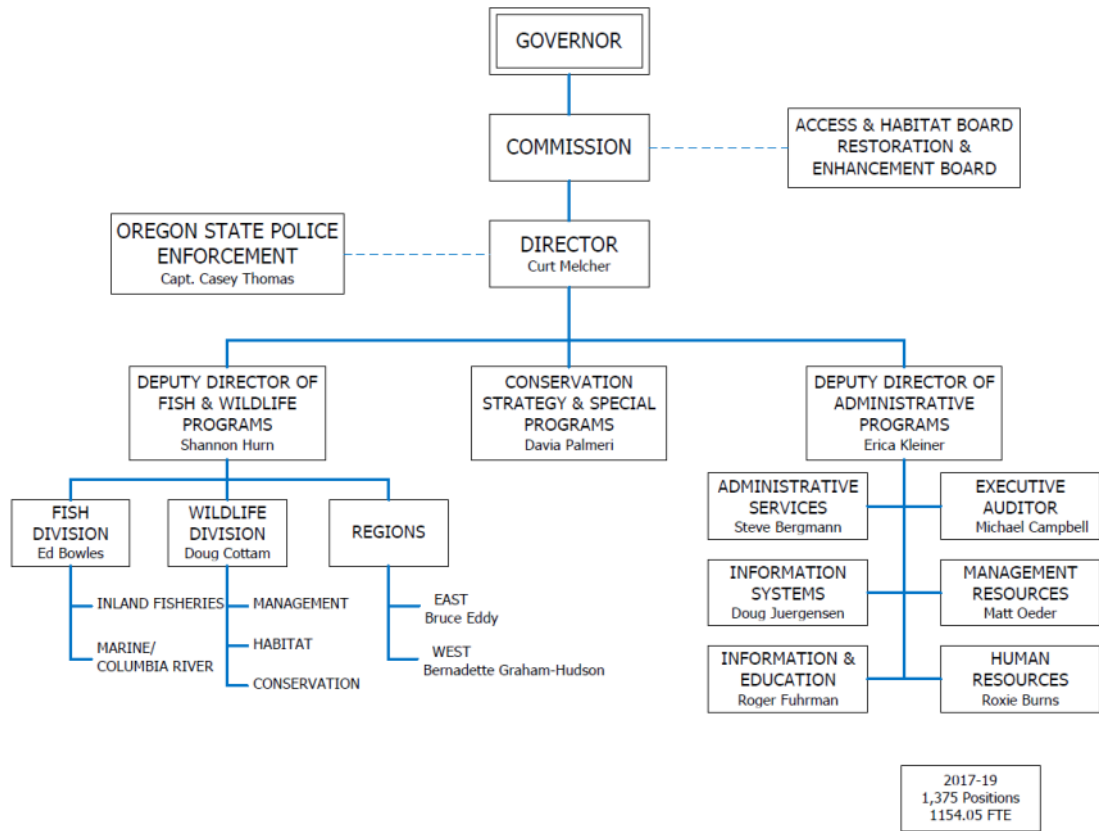 GOVERNOR
COMMISSION
ACCESS & HABITAT BOARD
RESTORATION &
ENHANCEMENT BOARD
OREGON STATE POLICE
ENFORCEMENT
Capt. Casey Thomas
DIRECTOR
Curt Melcher
DEPUTY DIRECTOR OF
FISH & WILDLIFE
PROGRAMS
Shannon Hurn
CONSERVATION
STRATEGY & SPECIAL
PROGRAMS
Davia Palmeri
DEPUTY DIRECTOR OF
ADMINISTRATIVE
PROGRAMS
Erica Kleiner
FISH
DIVISION
Ed Bowles
WILDLIFE
DIVISION
Doug Cottam
REGIONS
INLAND FISHERIES
MARINE/
COLUMBIA RIVER
MANAGEMENT
HABITAT
CONSERVATION
EAST
Bruce Eddy
WEST
Bernadette Graham-Hudson
ADMINISTRATIVE
SERVICES
Steve Bergmann
EXECUTIVE
AUDITOR
Michael Campbell
INFORMATION
SYSTEMS
Doug Juergensen
MANAGEMENT
RESOURCES
Matt Oeder
INFORMATION &
EDUCATION
Roger Fuhrman
HUMAN
RESOURCES
Roxie Burns
2017-19
1,375 Positions
1154.05 FTE